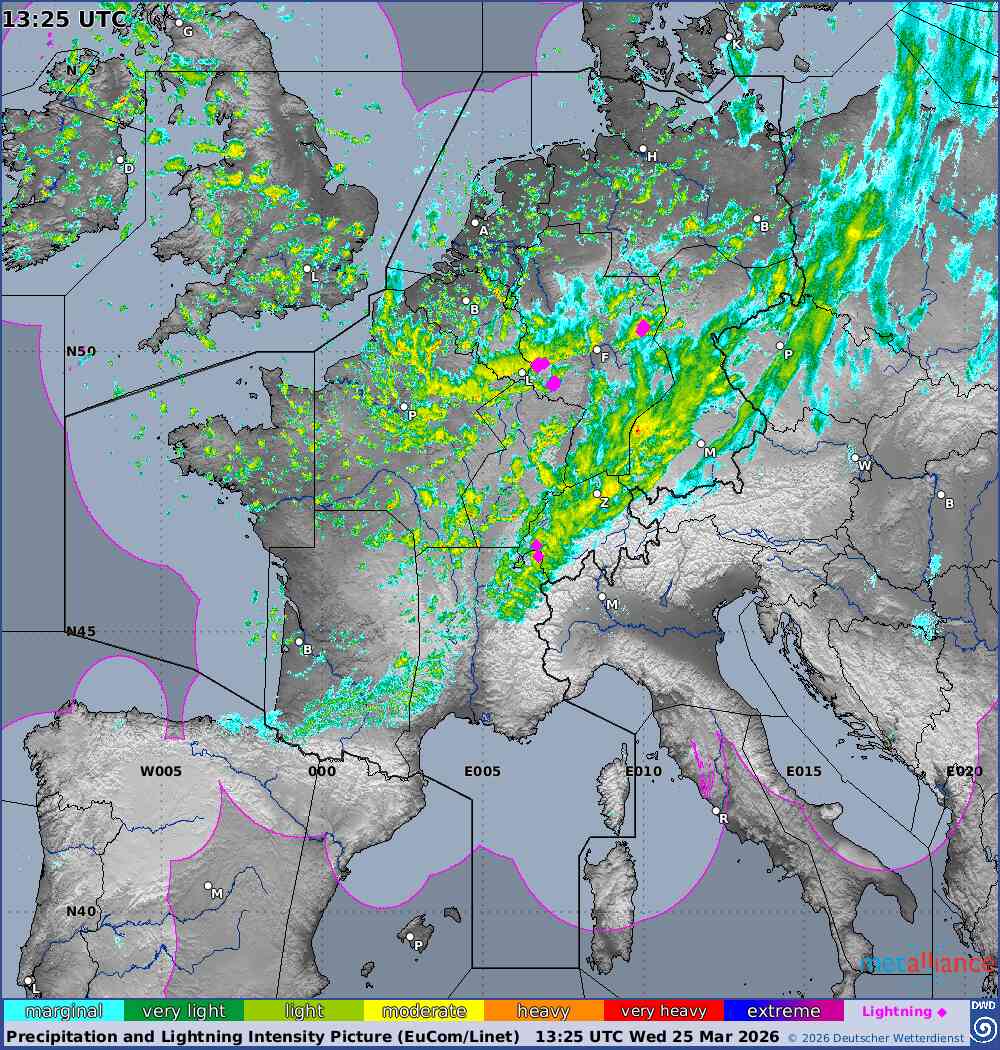 13:25 UTC
G
K
N
D
H
A
B
L
B
N50
F
P
L
P
M
W
Z
B
M
N45
B
W005
000
E005
E010
E015
E020
R
M
N40
P
L
metalliance
marginal very light light moderate heavy very heavy extreme Lightning ◆
DWD
Precipitation and Lightning Intensity Picture (EuCom/Linet) 13:25 UTC Wed 25 Mar 2026 © 2026 Deutscher Wetterdienst